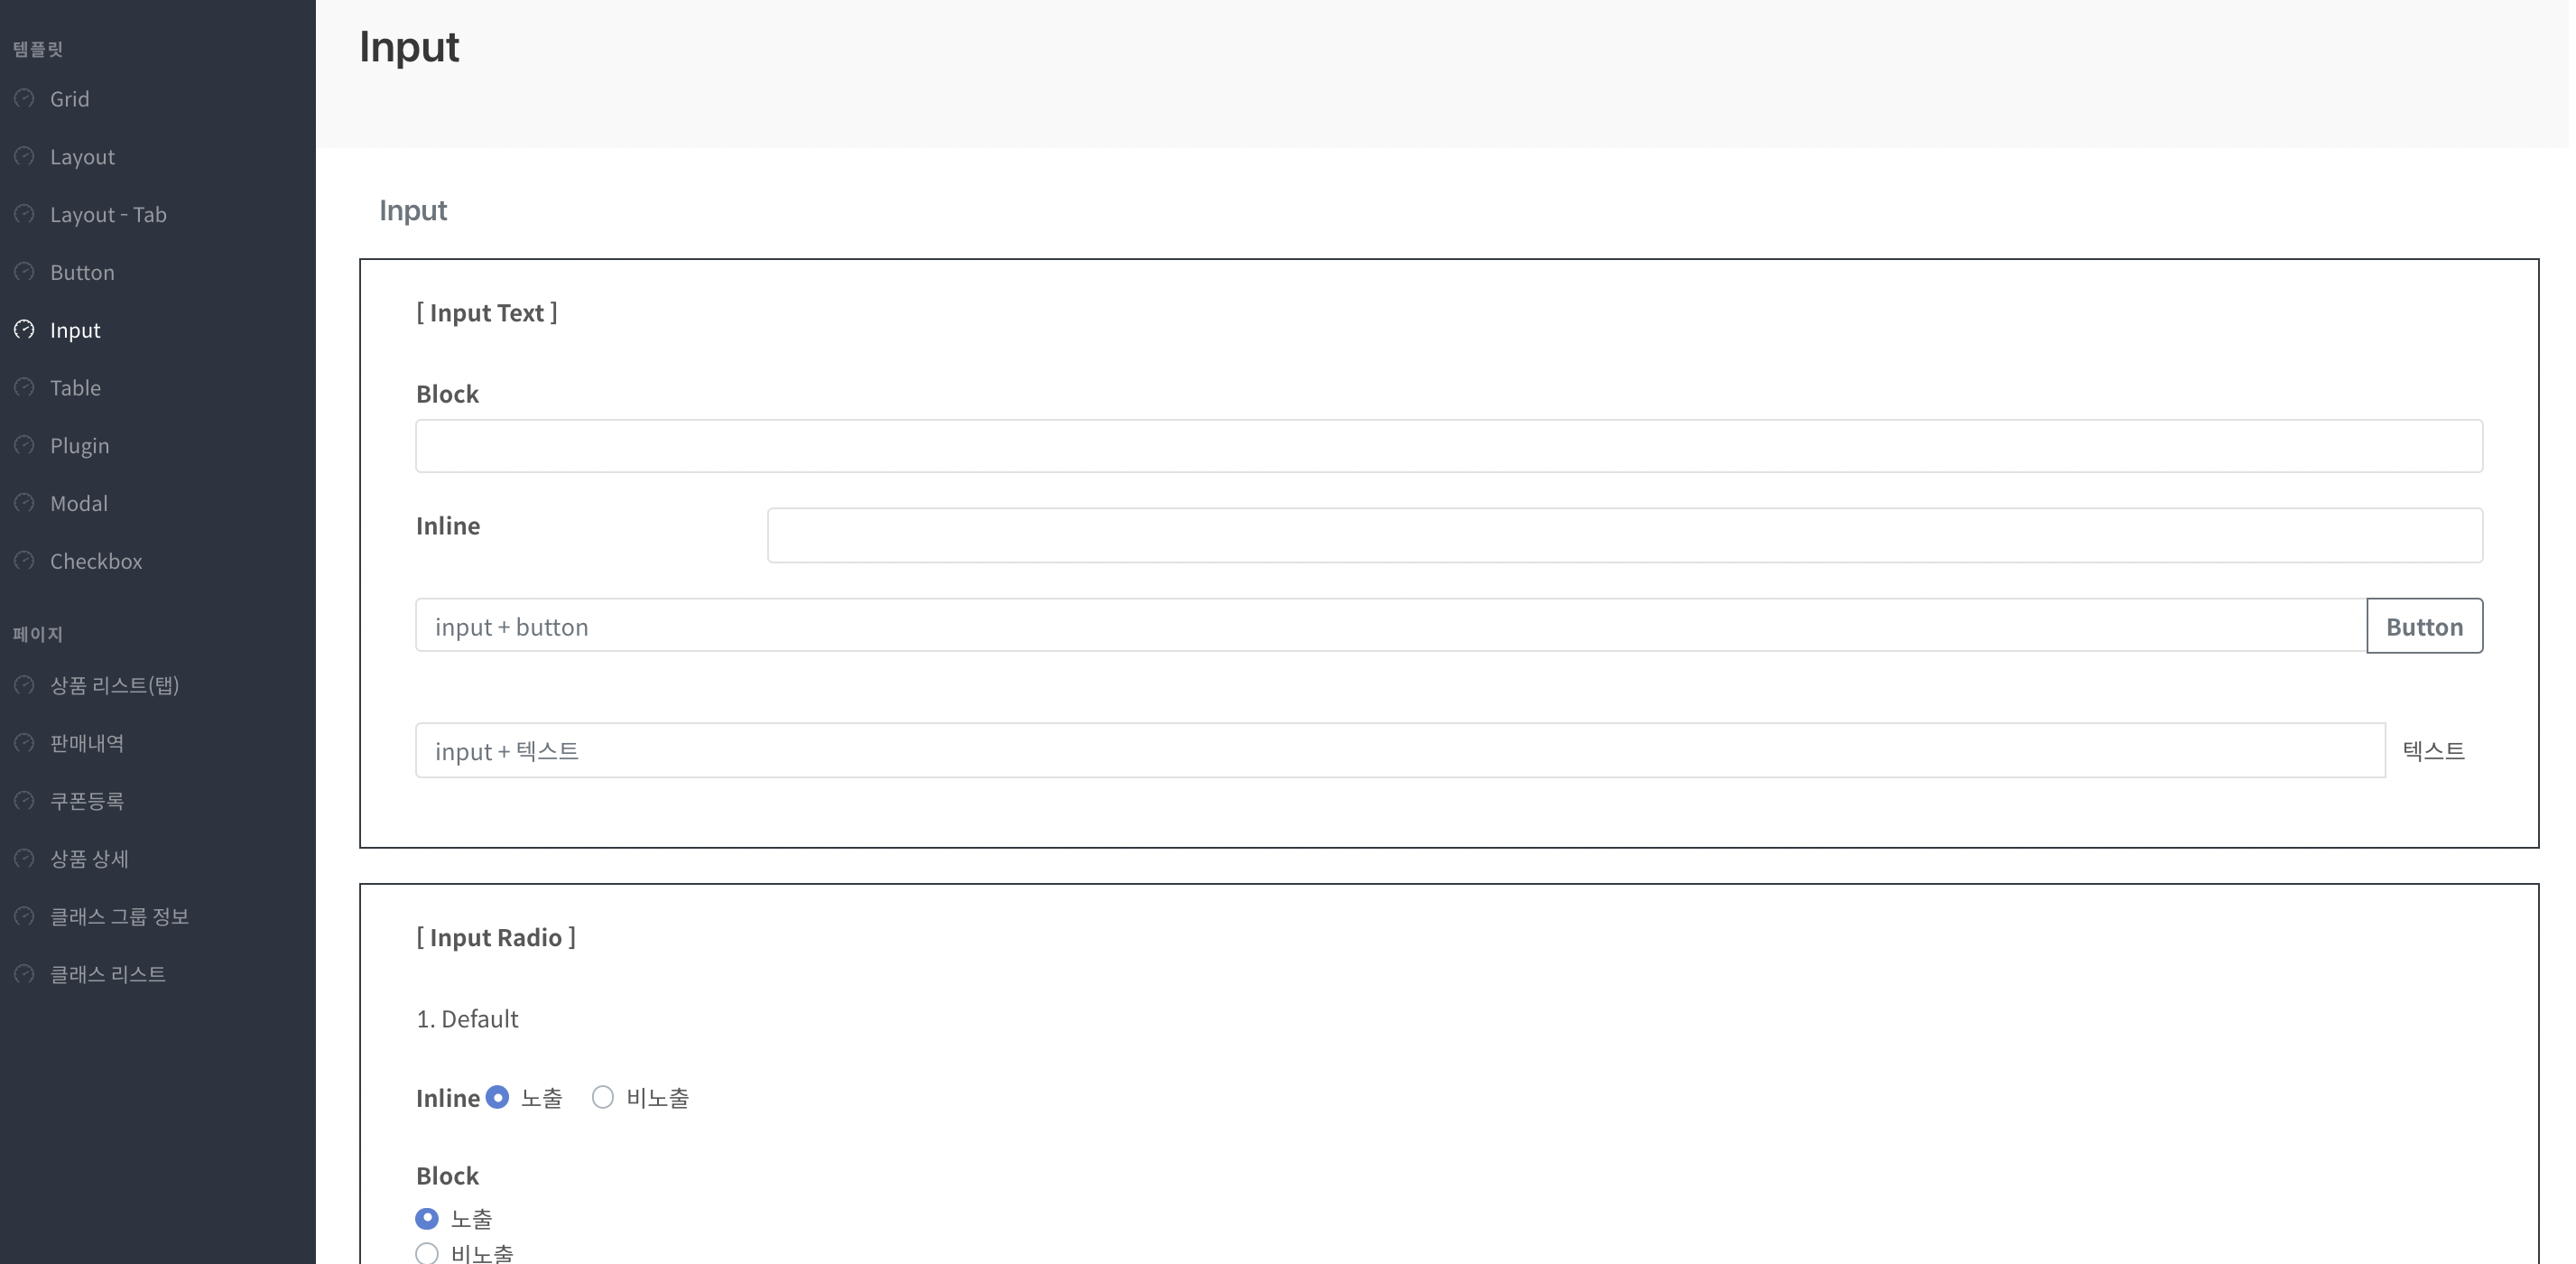 템플릿
Grid
Layout
Layout - Tab
Button
Input
Table
Plugin
Modal
Checkbox
페이지
상품 리스트(탭)
판매내역
쿠폰등록
상품 상세
클래스 그룹 정보
클래스 리스트
Input
Input
[ Input Text ]
Block
Inline
input + button Button
input + 텍스트 텍스트
[ Input Radio ]
1. Default
Inline 노출 비노출
Block
노출
비노출